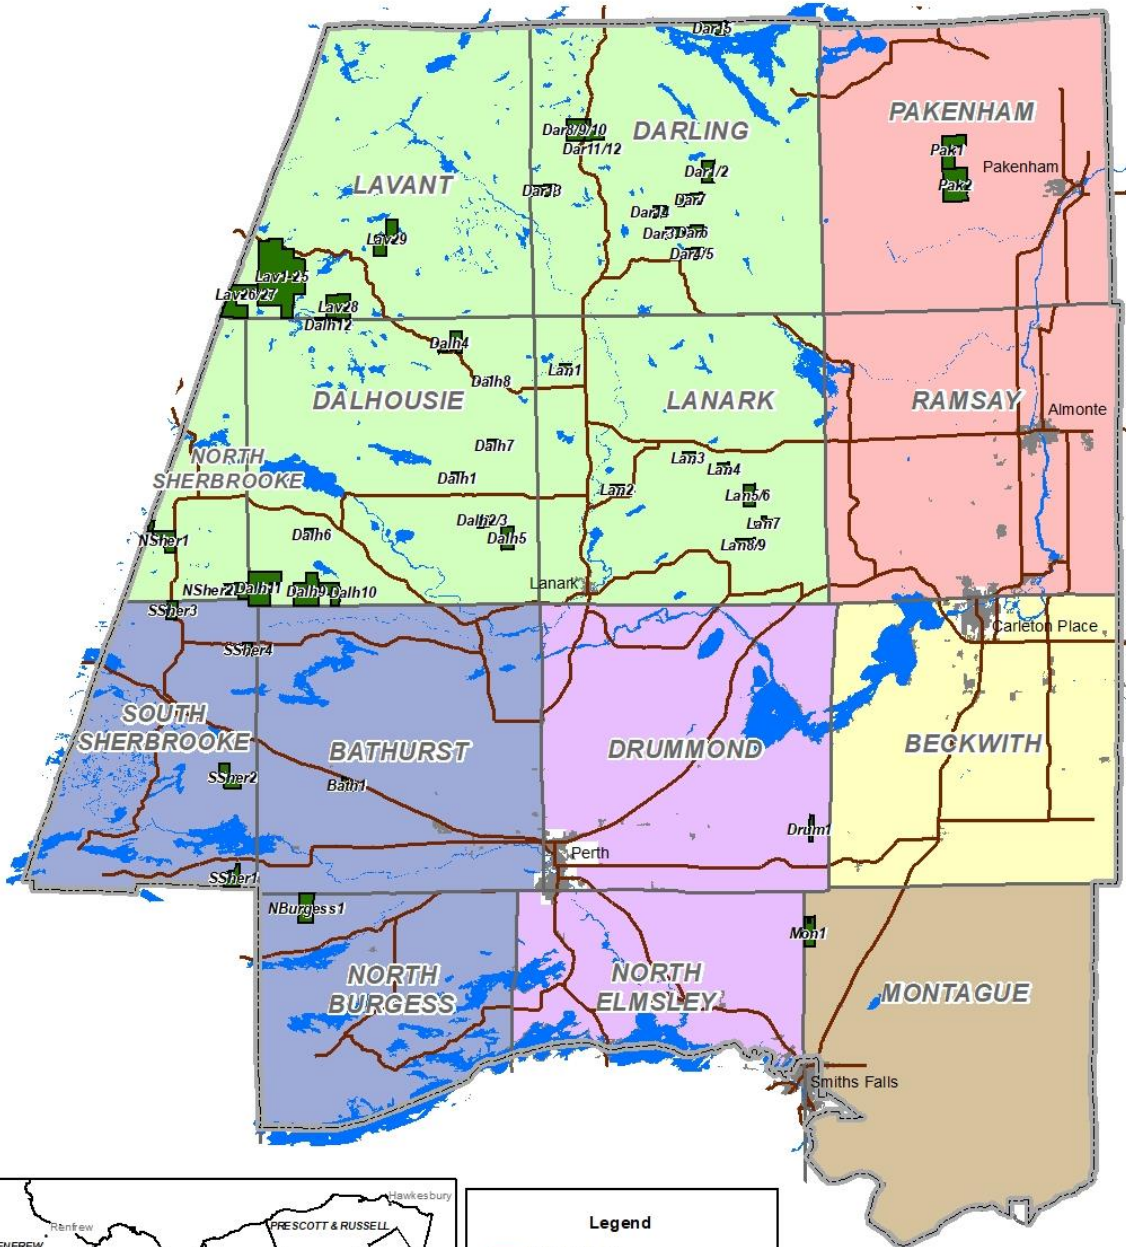 Dar15
PAKENHAM
Dar8/9/10
DARLING
Dar11/12
Pak1
Pakenham
Dar1/2
LAVANT
Pak2
Dar13
Dar7
Dar14
Dar3
Dar6
Lav29
Dar4/5
Lav1-25
Lav26/27
Lav28
Dalh12
Dalh4
Lan1
Dalh8
DALHOUSIE
LANARK
RAMSAY
Almonte
Dalh7
NORTH
SHERBROOKE
Lan3
Lan4
Dalh1
Lan2
Lan5/6
Dalh2/3
Lan7
Dalh6
Dalh5
NSher1
Lan8/9
Lanark
NSher2
Dalh11
Dalh9
Dalh10
SSher3
Carleton Place
SSher4
SOUTH
SHERBROOKE
BATHURST
DRUMMOND
BECKWITH
SSher2
Bath1
Drum1
Perth
SSher1
NBurgess1
Mon1
NORTH
BURGESS
NORTH
ELMSLEY
MONTAGUE
Smiths Falls
Hawkesbury
Renfrew
PRESCOTT & RUSSELL
Legend